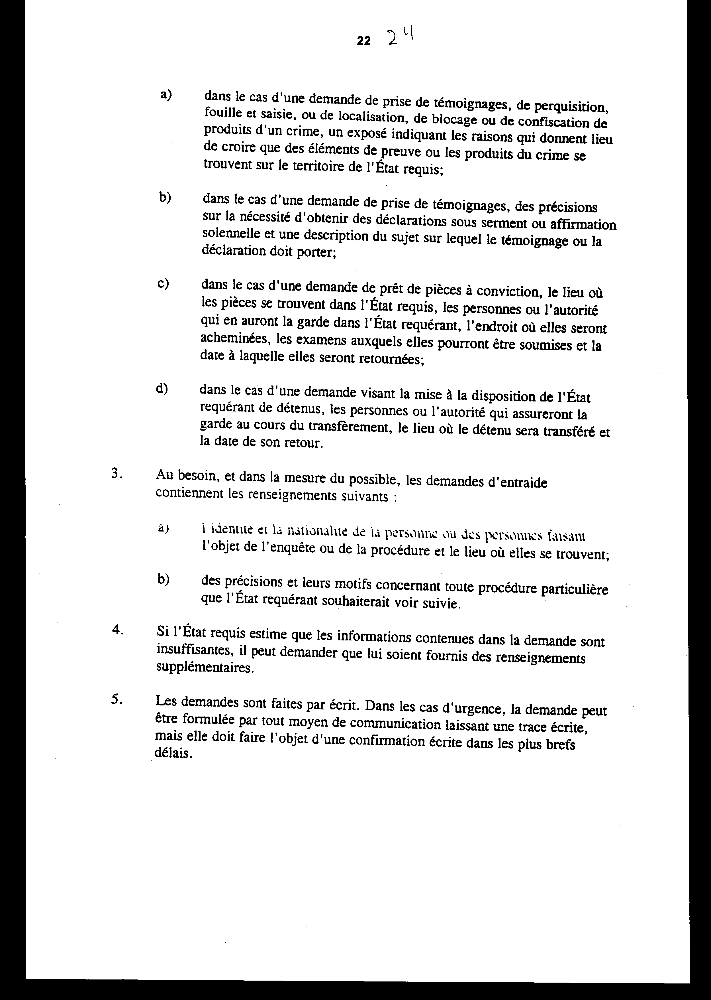 22 24
a) dans le cas d'une demande de prise de témoignages, de perquisition,
fouille et saisie, ou de localisation, de blocage ou de confiscation de
produits d'un crime, un exposé indiquant les raisons qui donnent lieu
de croire que des éléments de preuve ou les produits du crime se
trouvent sur le territoire de l'État requis;
b) dans le cas d'une demande de prise de témoignages, des précisions
sur la nécessité d'obtenir des déclarations sous serment ou affirmation
solennelle et une description du sujet sur lequel le témoignage ou la
déclaration doit porter;
c) dans le cas d'une demande de prêt de pièces à conviction, le lieu où
les pièces se trouvent dans l'État requis, les personnes ou l'autorité
qui en auront la garde dans l'État requérant, l'endroit où elles seront
acheminées, les examens auxquels elles pourront être soumises et la
date à laquelle elles seront retournées;
d) dans le cas d'une demande visant la mise à la disposition de l'État
requérant de détenus, les personnes ou l'autorité qui assureront la
garde au cours du transfèrement, le lieu où le détenu sera transféré et
la date de son retour.
3. Au besoin, et dans la mesure du possible, les demandes d'entraide
contiennent les renseignements suivants :
a) l'identité et la nationalité de la personne ou des personnes faisant
l'objet de l'enquête ou de la procédure et le lieu où elles se trouvent;
b) des précisions et leurs motifs concernant toute procédure particulière
que l'État requérant souhaiterait voir suivie.
4. Si l'État requis estime que les informations contenues dans la demande sont
insuffisantes, il peut demander que lui soient fournis des renseignements
supplémentaires.
5. Les demandes sont faites par écrit. Dans les cas d'urgence, la demande peut
être formulée par tout moyen de communication laissant une trace écrite,
mais elle doit faire l'objet d'une confirmation écrite dans les plus brefs
délais.